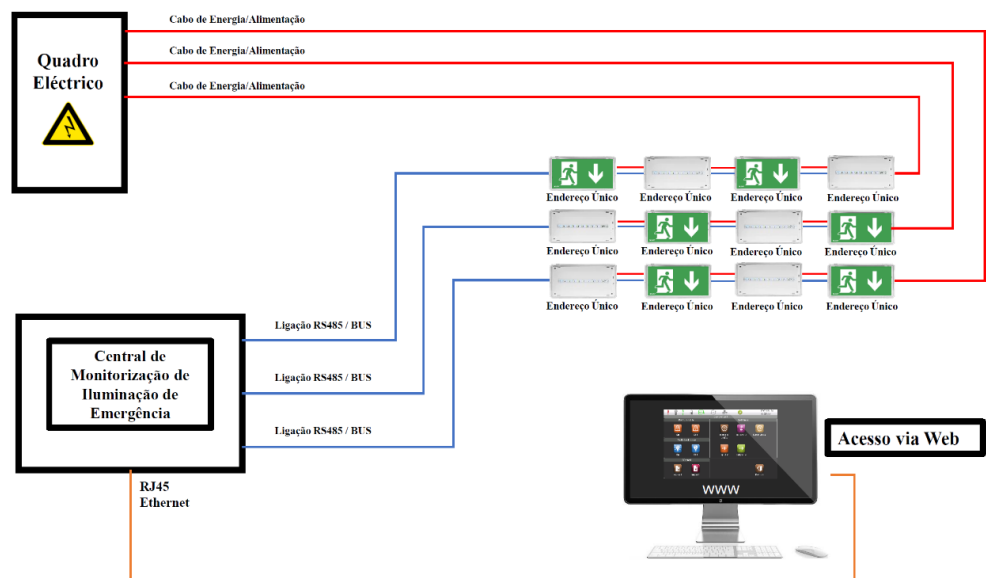 Cabo de Energia/Alimentação
Cabo de Energia/Alimentação
Cabo de Energia/Alimentação
Quadro
Eléctrico
Endereço Único
Endereço Único
Endereço Único
Endereço Único
Endereço Único
Endereço Único
Endereço Único
Endereço Único
Endereço Único
Endereço Único
Endereço Único
Endereço Único
Ligação RS485 / BUS
Ligação RS485 / BUS
Ligação RS485 / BUS
Central de
Monitorização de
Iluminação de
Emergência
RJ45
Ethernet
Acesso via Web
WWW